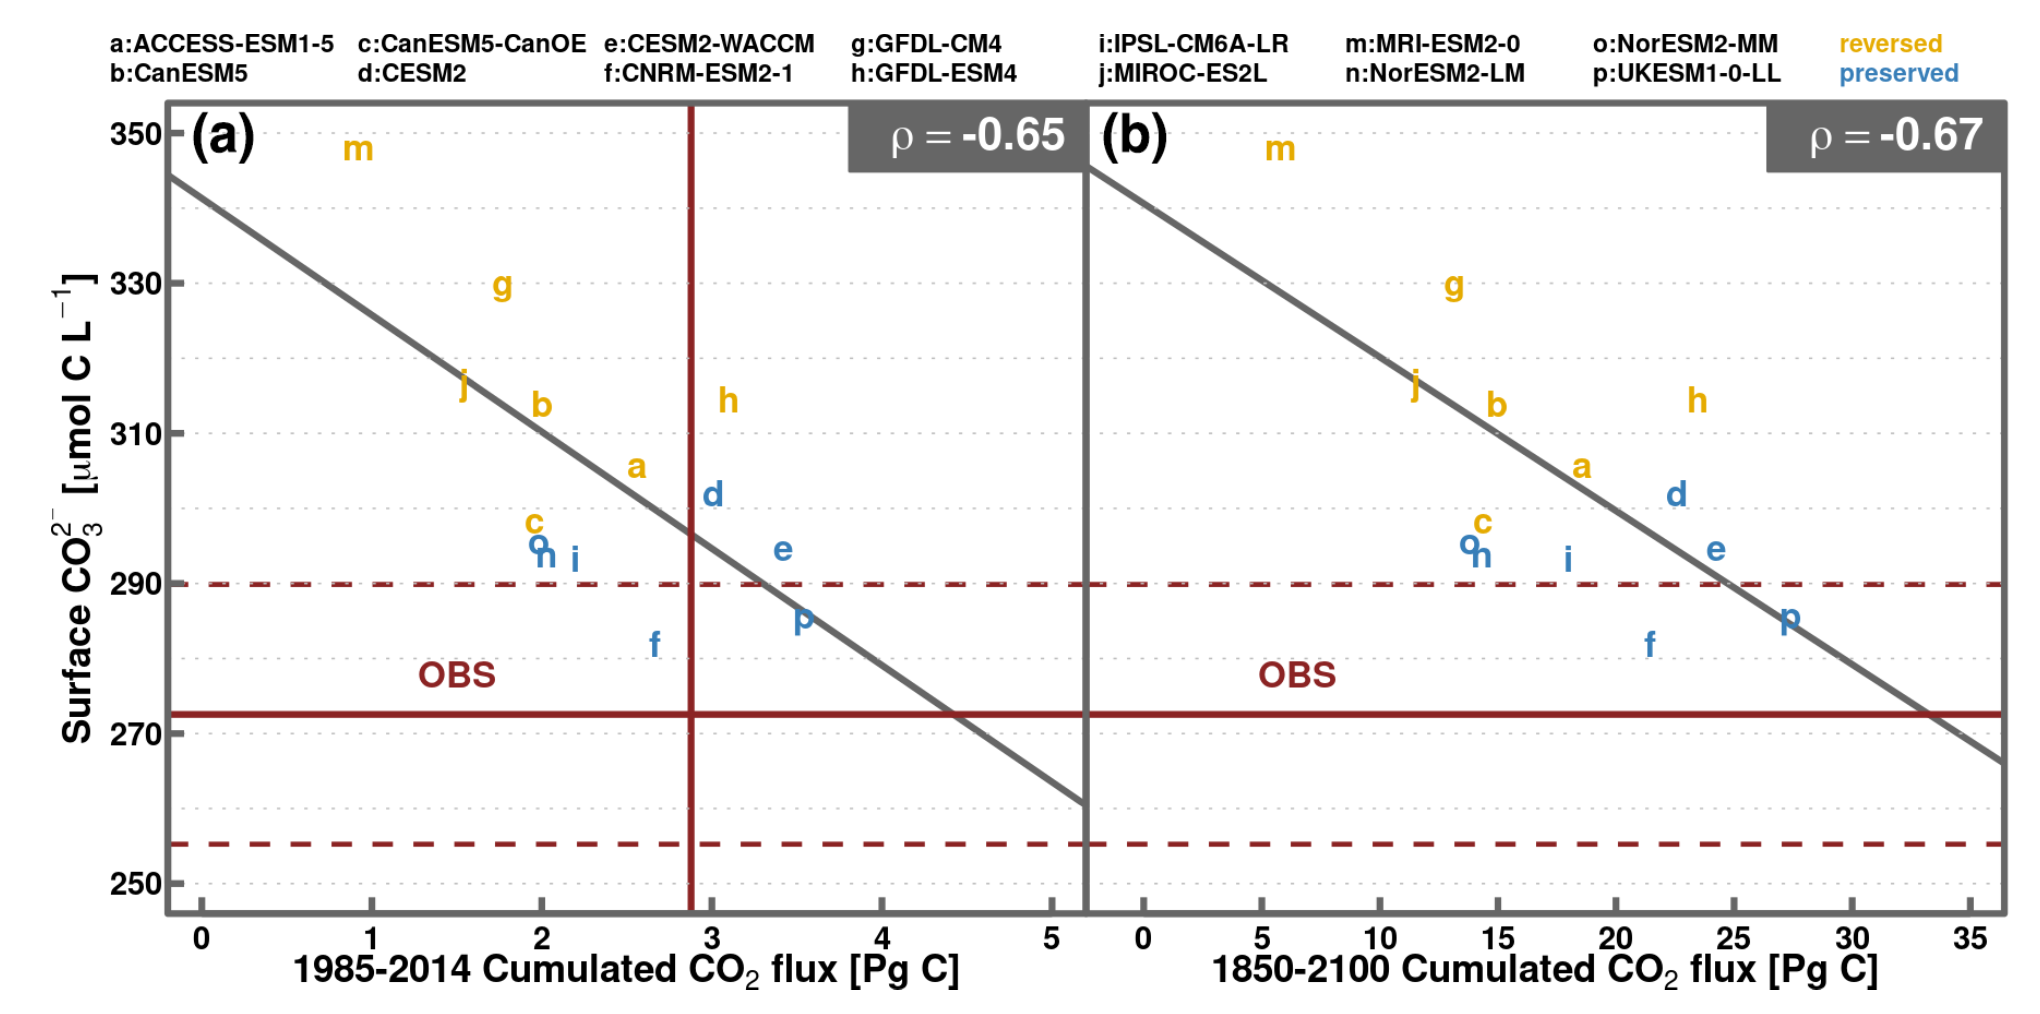 a:ACCESS-ESM1-5 c:CanESM5-CanOE e:CESM2-WACCM g:GFDL-CM4 i:IPSL-CM6A-LR m:MRI-ESM2-0 o:NorESM2-MM reversed
b:CanESM5 d:CESM2 f:CNRM-ESM2-1 h:GFDL-ESM4 j:MIROC-ES2L n:NorESM2-LM p:UKESM1-0-LL preserved
(a)
ρ = -0.65
(b)
ρ = -0.67
350
330
310
290
270
250
Surface CO₃²⁻ [μmol C L⁻¹]
m
g
j
b
h
a
d
c
o
n
i
e
p
f
OBS
m
g
j
b
h
a
d
c
o
n
i
e
p
f
OBS
0 1 2 3 4 5
0 5 10 15 20 25 30 35
1985-2014 Cumulated CO₂ flux [Pg C]
1850-2100 Cumulated CO₂ flux [Pg C]